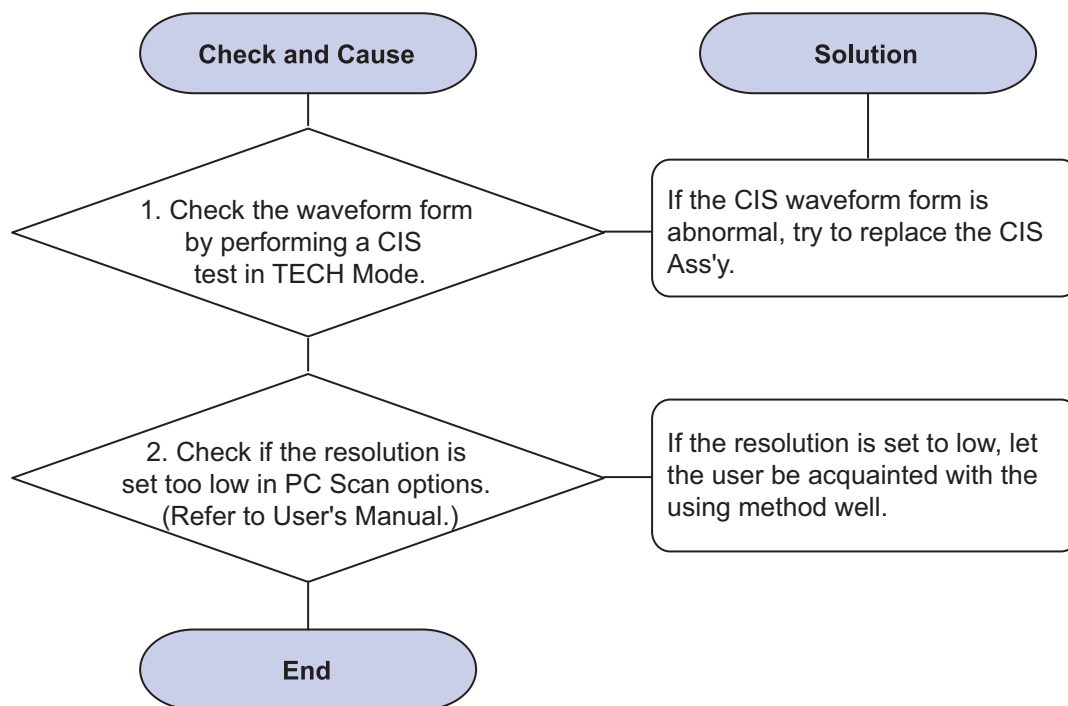 Check and Cause
Solution
1. Check the waveform form
by performing a CIS
test in TECH Mode.
If the CIS waveform form is
abnormal, try to replace the CIS
Ass'y.
2. Check if the resolution is
set too low in PC Scan options.
(Refer to User's Manual.)
If the resolution is set to low, let
the user be acquainted with the
using method well.
End